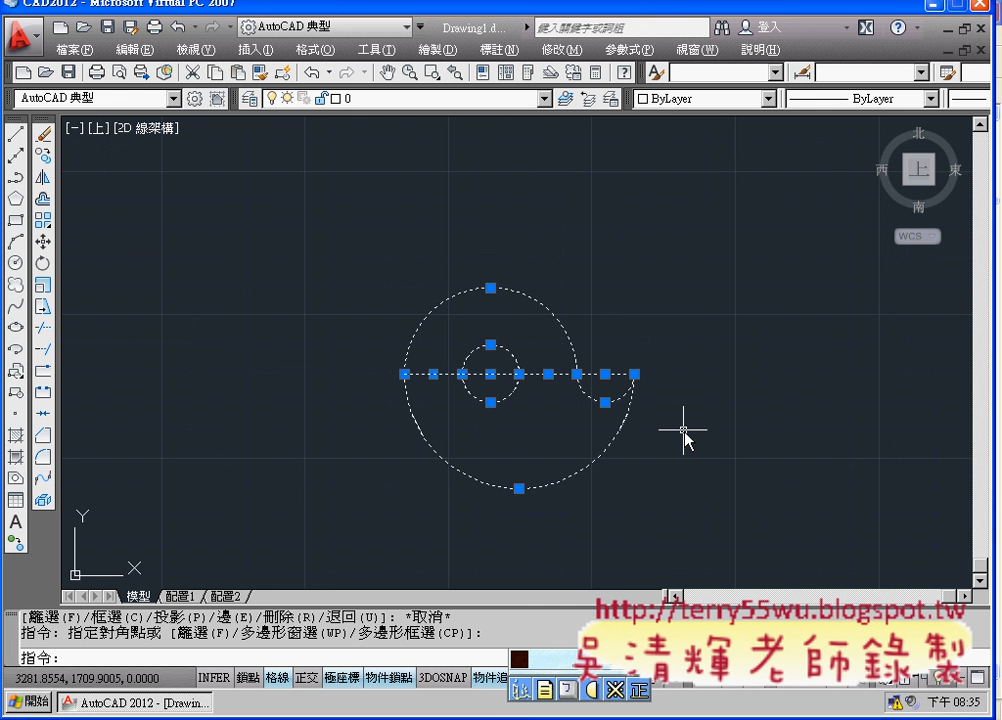 CAD2012 - Microsoft Virtual PC 2007
AutoCAD 典型
Drawing1.d...
鍵入關鍵字或詞組
登入
檔案(F) 編輯(E) 檢視(V) 插入(I) 格式(O) 工具(T) 繪製(D) 標註(N) 修改(M) 參數式(P) 視窗(W) 說明(H)
AutoCAD 典型
0
ByLayer
ByLayer
[−][上][2D 線架構]
北
西 上 東
南
WCS
Y
X
模型 配置1 配置2
[籬選(F)/框選(C)/投影(P)/邊(E)/刪除(R)/退回(U)]: *取消*
指令: 指定對角點或 [籬選(F)/多邊形窗選(WP)/多邊形框選(CP)]:
指令:
http://terry55wu.blogspot.tw
吳清輝老師錄製
3281.8554, 1709.9005, 0.0000 INFER 鎖點 格線 正交 極座標 物件鎖點 3DOSNAP 物件追
開始 AutoCAD 2012 - [Drawin... 下午 08:35